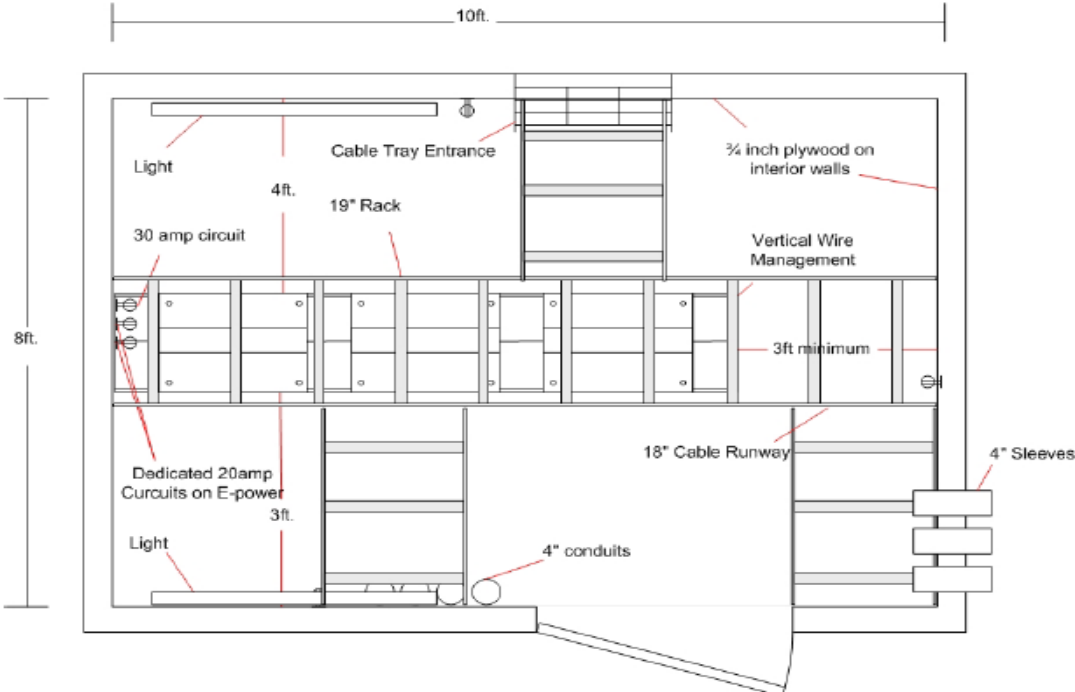 10ft.
Light
Cable Tray Entrance
¾ inch plywood on
interior walls
4ft.
19" Rack
30 amp circuit
Vertical Wire
Management
8ft.
3ft minimum
18" Cable Runway
4" Sleeves
Dedicated 20amp
Curcuits on E-power
3ft.
Light
4" conduits